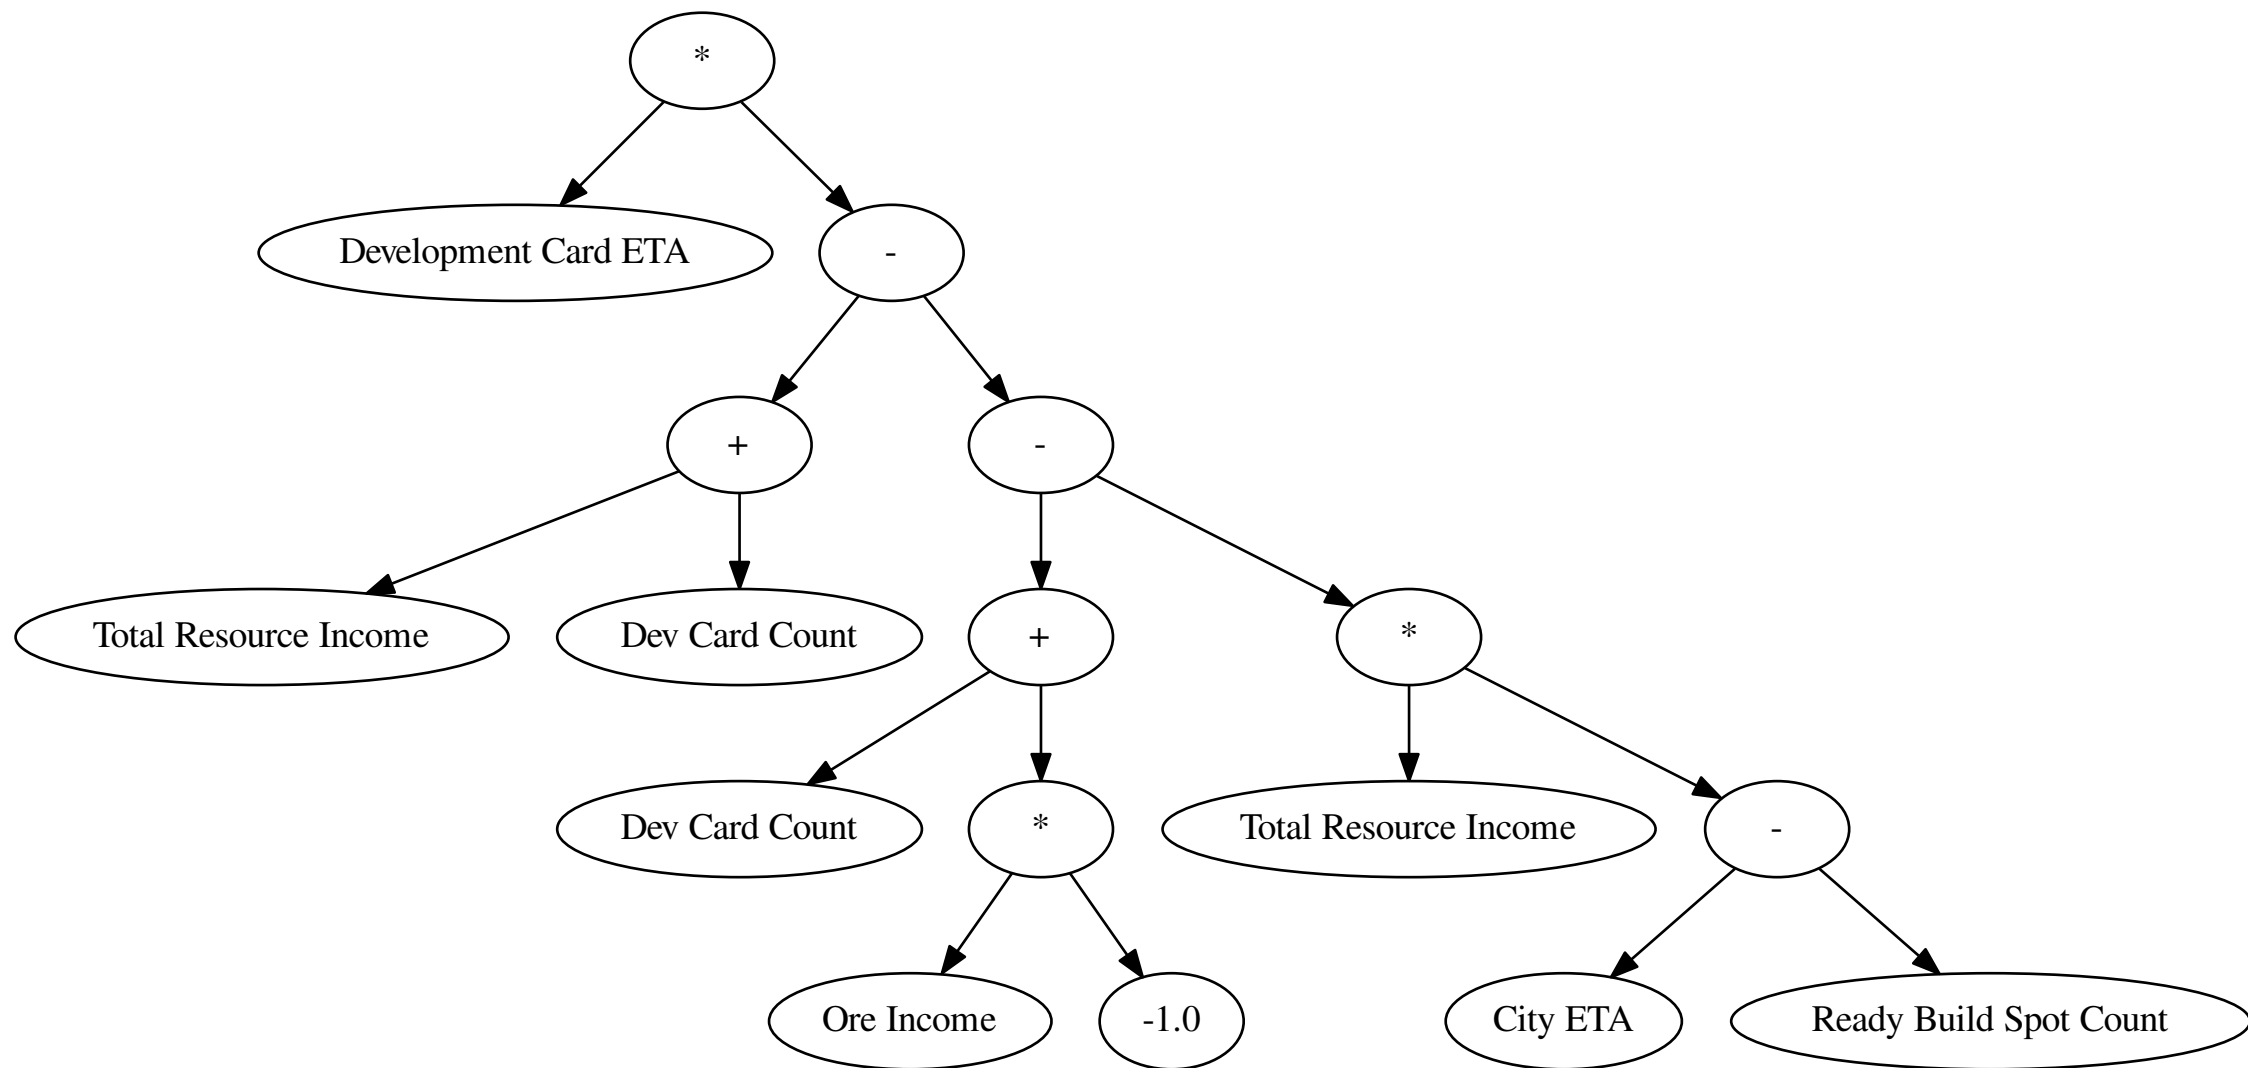 *
Development Card ETA
-
+
-
Total Resource Income
Dev Card Count
+
*
Dev Card Count
*
Total Resource Income
-
Ore Income
-1.0
City ETA
Ready Build Spot Count